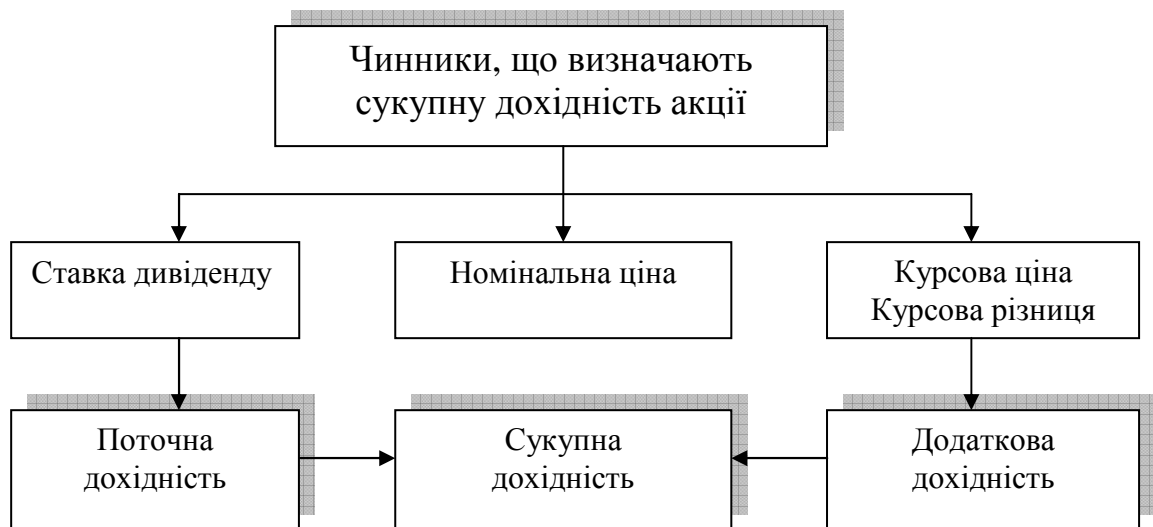 Чинники, що визначають
сукупну дохідність акції
Ставка дивіденду
Номінальна ціна
Курсова ціна
Курсова різниця
Поточна
дохідність
Сукупна
дохідність
Додаткова
дохідність